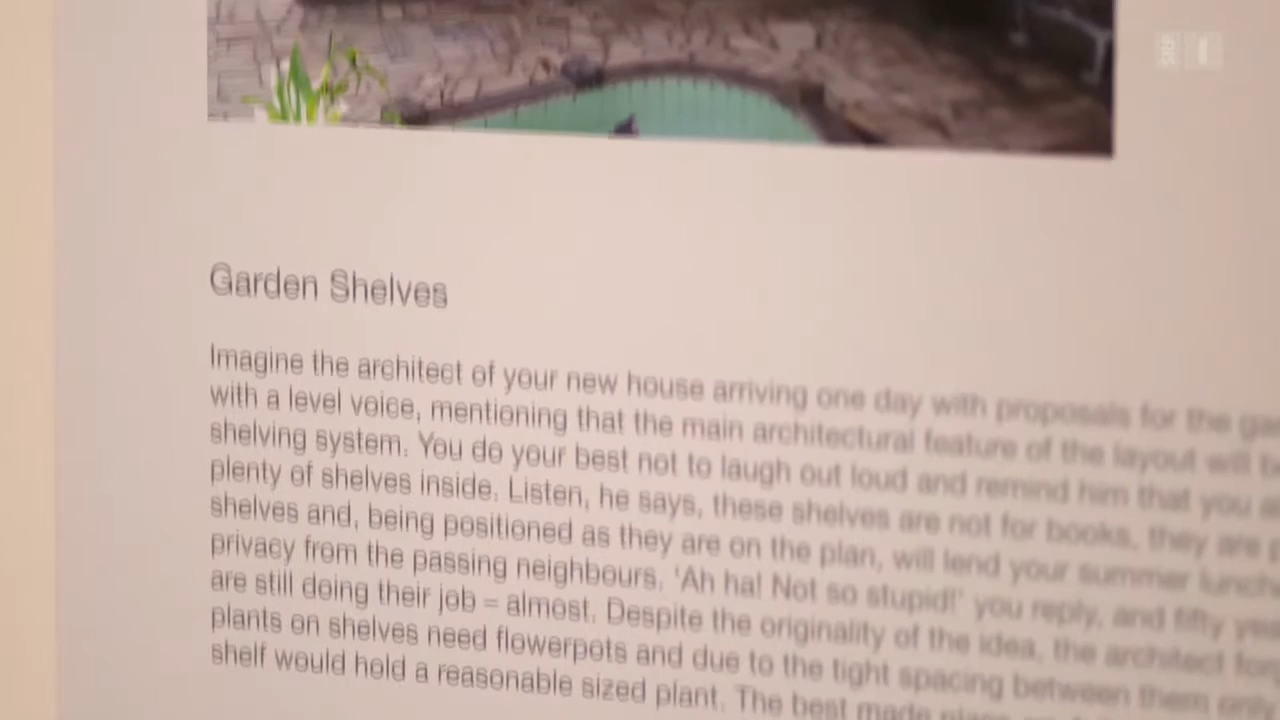 Garden Shelves
Imagine the architect of your new house arriving one day with proposals for the
with a level voice, mentioning that the main architectural feature of the layout will
shelving system. You do your best not to laugh out loud and remind him that you
plenty of shelves inside. Listen, he says, these shelves are not for books, they are
shelves and, being positioned as they are on the plan, will lend your summer
privacy from the passing neighbours. 'Ah ha! Not so stupid!' you reply, and fifty
are still doing their job – almost. Despite the originality of the idea, the architect
plants on shelves need flowerpots and due to the tight spacing between them only
shelf would hold a reasonable sized plant. The best made